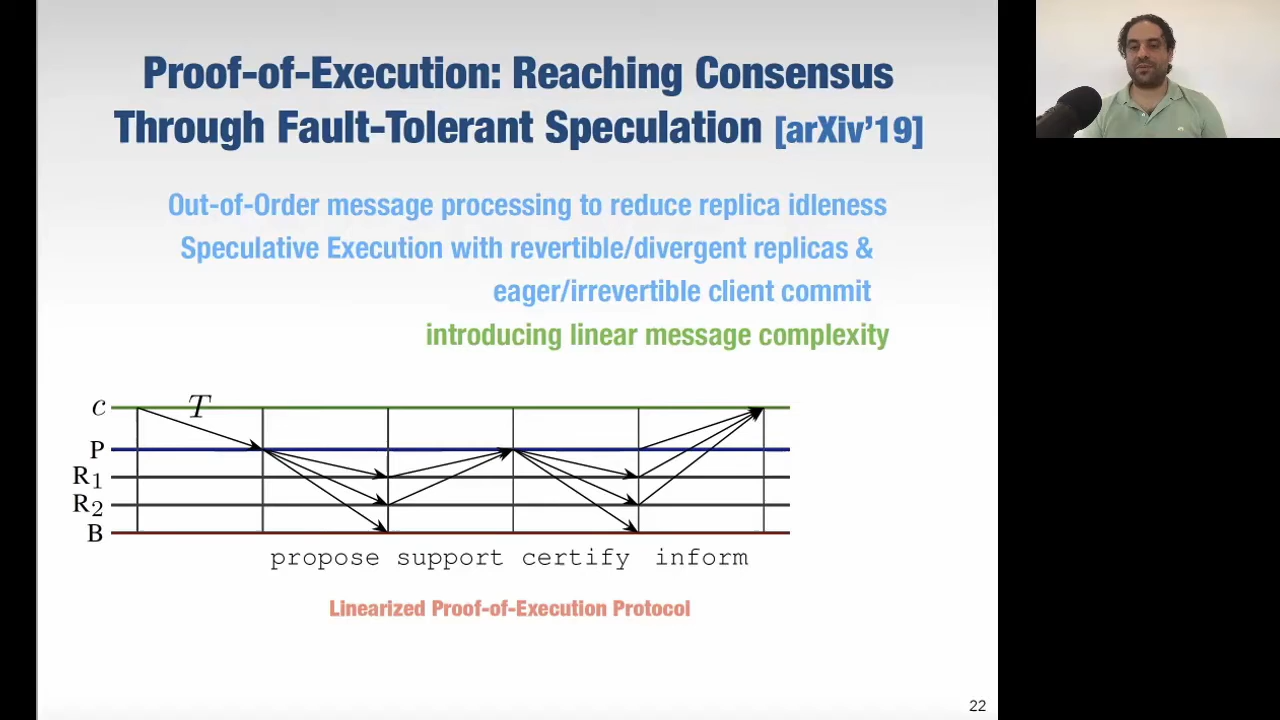 Proof-of-Execution: Reaching Consensus
Through Fault-Tolerant Speculation [arXiv’19]
Out-of-Order message processing to reduce replica idleness
Speculative Execution with revertible/divergent replicas &
eager/irrevertible client commit
introducing linear message complexity
c
T
P
R1
R2
B
propose support certify inform
Linearized Proof-of-Execution Protocol
22